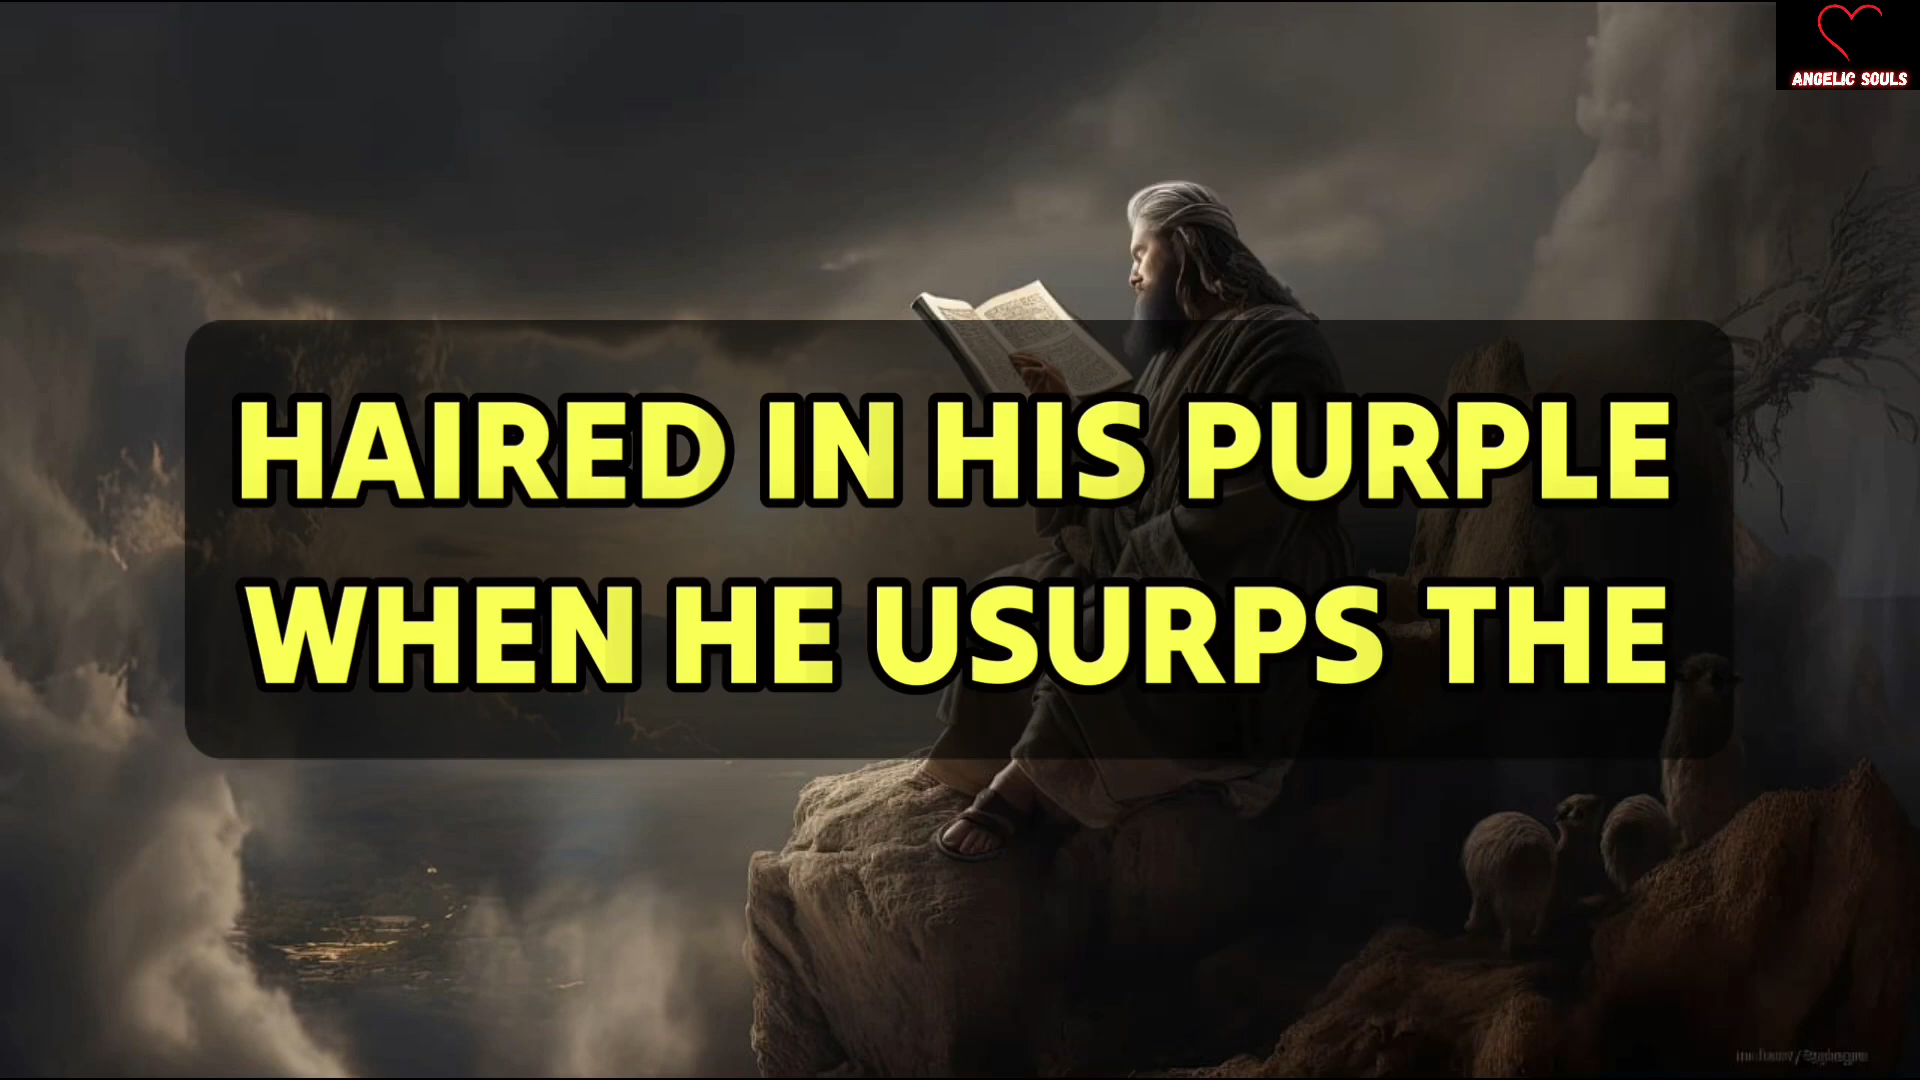 ANGELIC SOULS
HAIRED IN HIS PURPLE
WHEN HE USURPS THE